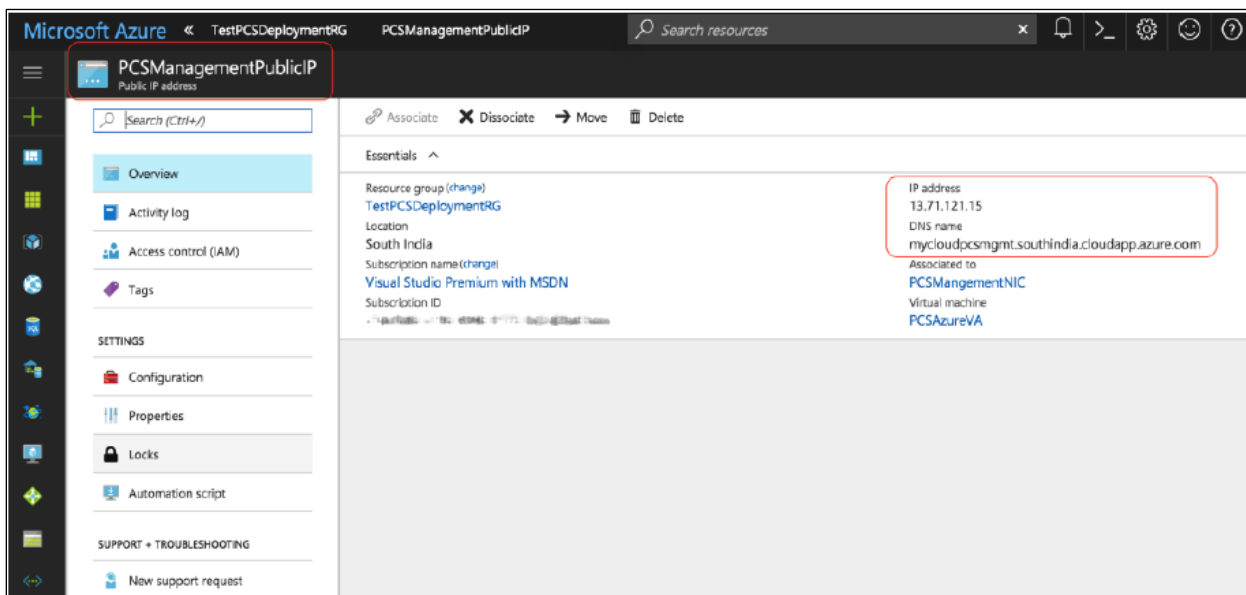 Microsoft Azure « TestPCSDeploymentRG PCSManagementPublicIP Search resources
PCSManagementPublicIP
Public IP address
Search (Ctrl+/)
Overview
Activity log
Access control (IAM)
Tags
SETTINGS
Configuration
Properties
Locks
Automation script
SUPPORT + TROUBLESHOOTING
New support request
Associate Dissociate Move Delete
Essentials
Resource group (change)
TestPCSDeploymentRG
Location
South India
Subscription name (change)
Visual Studio Premium with MSDN
Subscription ID
IP address
13.71.121.15
DNS name
mycloudpcsmgmt.southindia.cloudapp.azure.com
Associated to
PCSMangementNIC
Virtual machine
PCSAzureVA